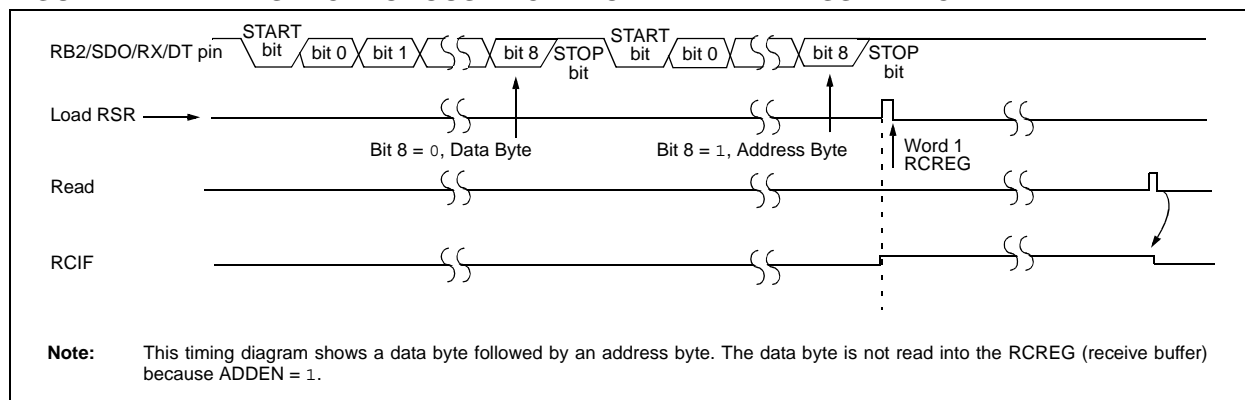 START
bit
START
bit
RB2/SDO/RX/DT pin
bit 0
bit 1
bit 8
STOP
bit
bit 0
bit 8
STOP
bit
Load RSR
Bit 8 = 0, Data Byte
Bit 8 = 1, Address Byte
Word 1
RCREG
Read
RCIF
Note: This timing diagram shows a data byte followed by an address byte. The data byte is not read into the RCREG (receive buffer)
because ADDEN = 1.